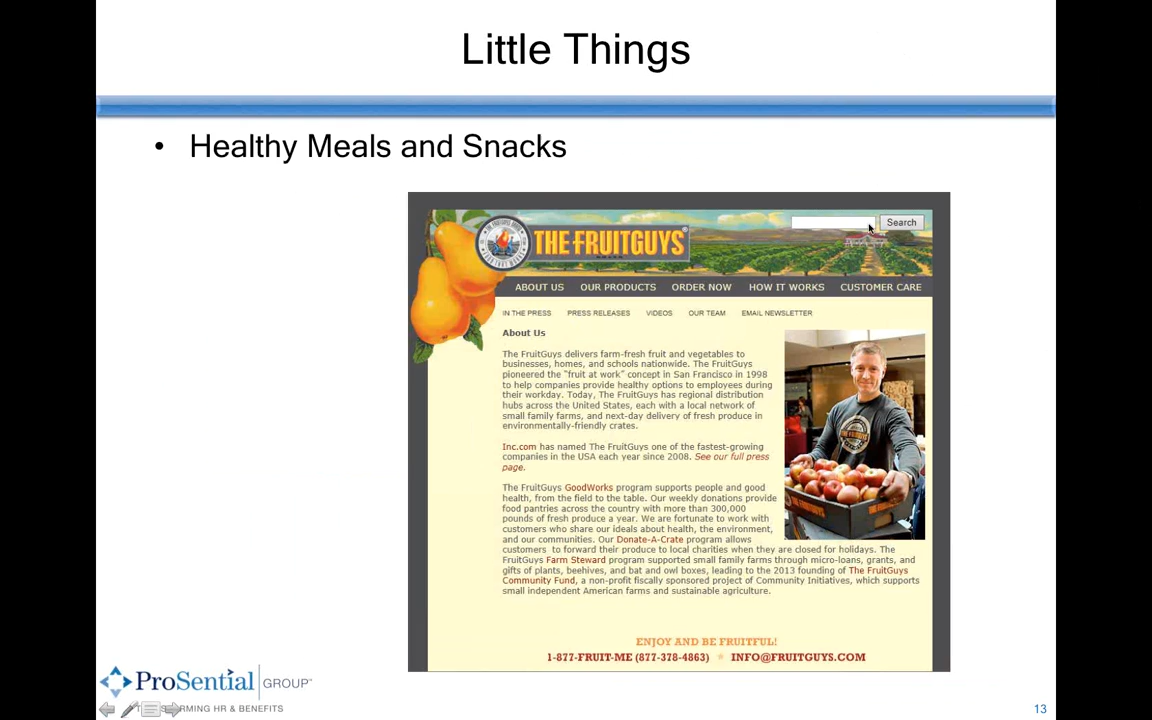 Little Things
• Healthy Meals and Snacks
THE FRUITGUYS®
Search
ABOUT US OUR PRODUCTS ORDER NOW HOW IT WORKS CUSTOMER CARE
IN THE PRESS PRESS RELEASES VIDEOS OUR TEAM EMAIL NEWSLETTER
About Us
The FruitGuys delivers farm-fresh fruit and vegetables to
businesses, homes, and schools nationwide. The FruitGuys
pioneered the "fruit at work" concept in San Francisco in 1998
to help companies provide healthy options to employees during
their workday. Today, The FruitGuys has regional distribution
hubs across the United States, each with a local network of
small family farms, and next-day delivery of fresh produce in
environmentally-friendly crates.
Inc.com has named The FruitGuys one of the fastest-growing
companies in the USA each year since 2008. See our full press
page.
The FruitGuys GoodWorks program supports people and good
health, from the field to the table. Our weekly donations provide
food pantries across the country with more than 300,000
pounds of fresh produce a year. We are fortunate to work with
customers who share our ideals about health, the environment,
and our communities. Our Donate-A-Crate program allows
customers to forward their produce to local charities when they are closed for holidays. The
FruitGuys Farm Steward program supported small family farms through micro-loans, grants, and
gifts of plants, beehives, and bat and owl boxes, leading to the 2013 founding of The FruitGuys
Community Fund, a non-profit fiscally sponsored project of Community Initiatives, which supports
small independent American farms and sustainable agriculture.
ENJOY AND BE FRUITFUL!
1-877-FRUIT-ME (877-378-4863) INFO@FRUITGUYS.COM
ProSential GROUP
RMING HR & BENEFITS
13